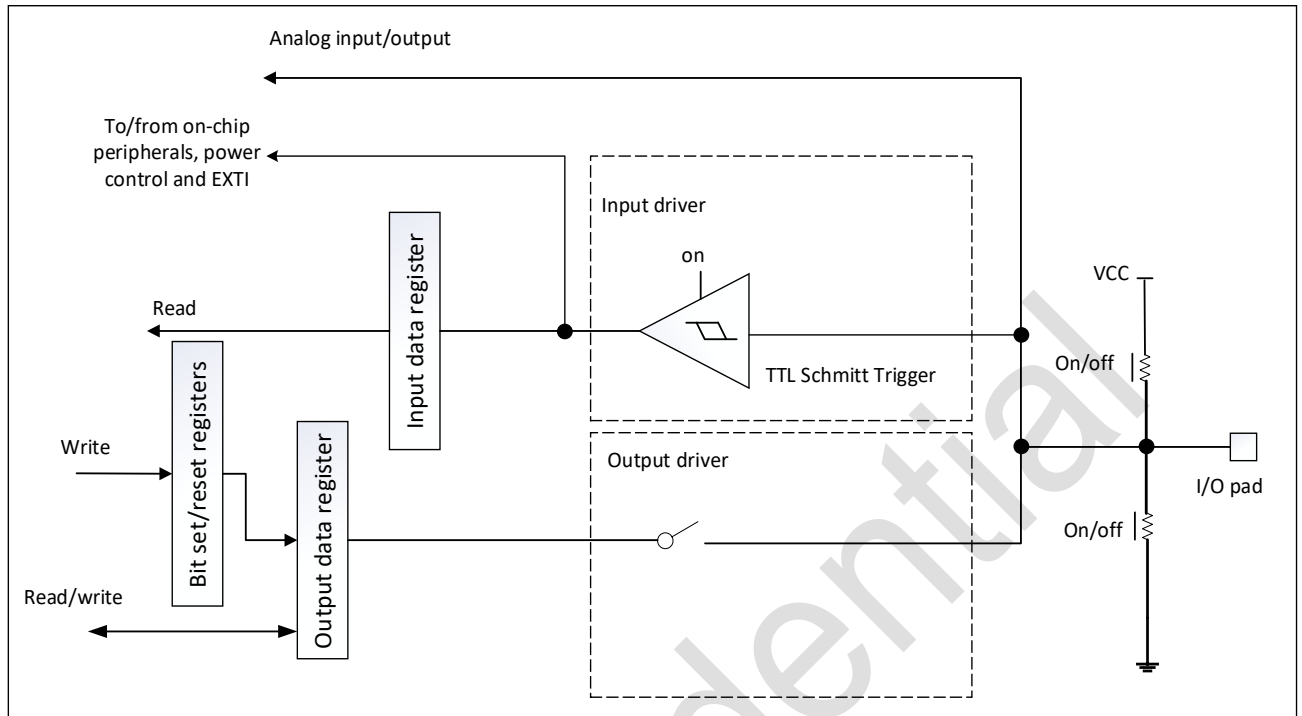 Analog input/output
To/from on-chip
peripherals, power
control and EXTI
Input driver
on
Input data register
VCC
Read
On/off
TTL Schmitt Trigger
Bit set/reset registers
Output data register
Write
Output driver
I/O pad
On/off
Read/write